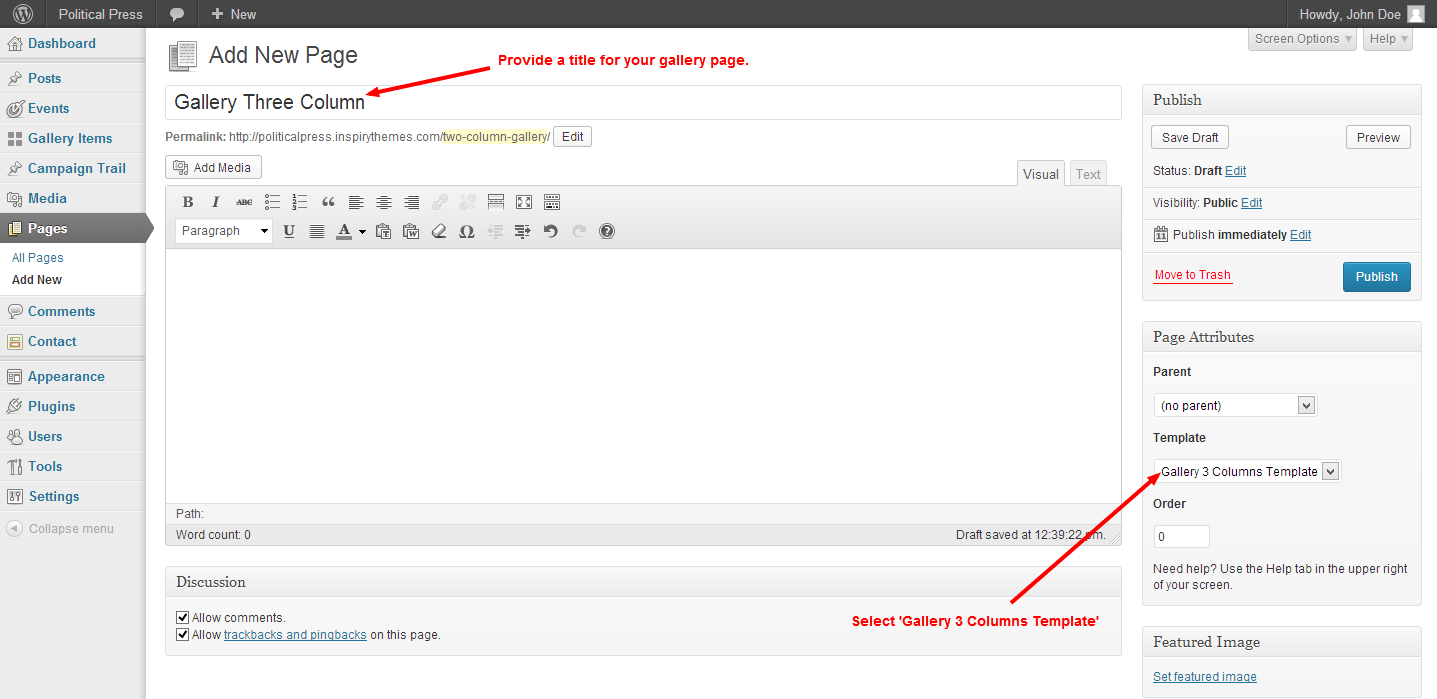 Political Press
New
Howdy, John Doe
Screen Options
Help
Dashboard
Posts
Events
Gallery Items
Campaign Trail
Media
Pages
All Pages
Add New
Comments
Contact
Appearance
Plugins
Users
Tools
Settings
Collapse menu
Add New Page
Provide a title for your gallery page.
Gallery Three Column
Permalink: http://politicalpress.inspirythemes.com/two-column-gallery/ Edit
Add Media
Visual
Text
B I ABC
Paragraph
U A
Path:
Word count: 0
Draft saved at 12:39:22 pm.
Discussion
Allow comments.
Allow trackbacks and pingbacks on this page.
Select 'Gallery 3 Columns Template'
Publish
Save Draft
Preview
Status: Draft Edit
Visibility: Public Edit
11 Publish immediately Edit
Move to Trash
Publish
Page Attributes
Parent
(no parent)
Template
Gallery 3 Columns Template
Order
0
Need help? Use the Help tab in the upper right
of your screen.
Featured Image
Set featured image